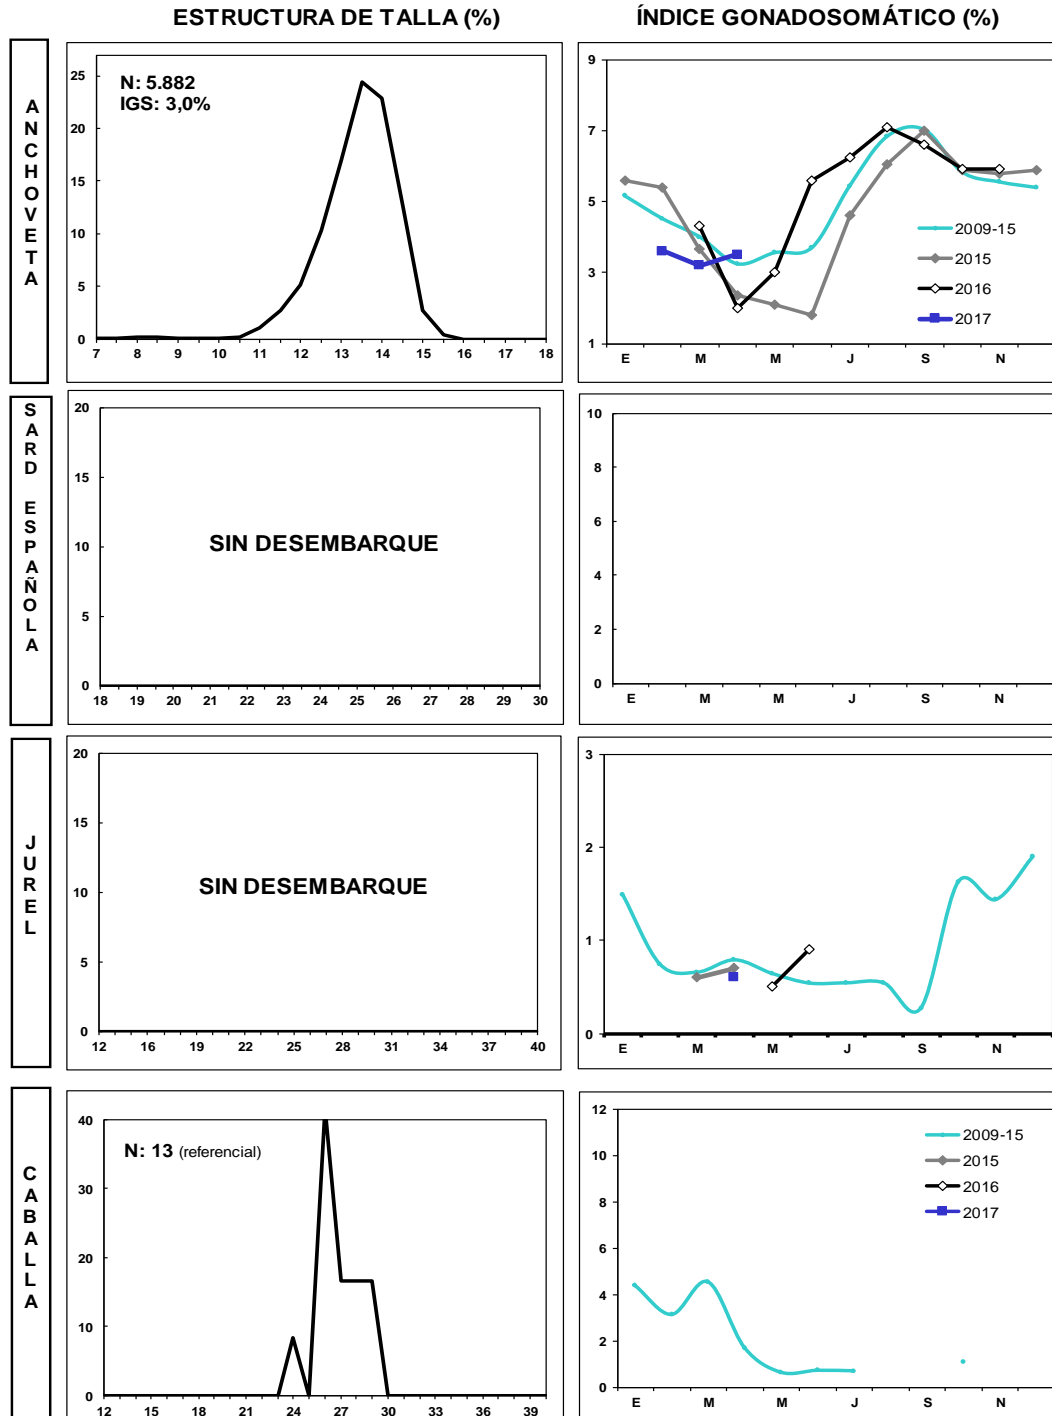 ESTRUCTURA DE TALLA (%)
ÍNDICE GONADOSOMÁTICO (%)
ANCHOVETA
N: 5.882
IGS: 3,0%
25
20
15
10
5
0
7 8 9 10 11 12 13 14 15 16 17 18
9
7
5
3
1
E M M J S N
2009-15
2015
2016
2017
SARD ESPAÑOLA
20
15
10
5
0
SIN DESEMBARQUE
18 19 20 21 22 23 24 25 26 27 28 29 30
10
8
6
4
2
0
E M M J S N
JUREL
20
15
10
5
0
SIN DESEMBARQUE
12 16 19 22 25 28 31 34 37 40
3
2
1
0
E M M J S N
CABALLA
40
30
20
10
0
N: 13 (referencial)
12 15 18 21 24 27 30 33 36 39
12
10
8
6
4
2
0
E M M J S N
2009-15
2015
2016
2017